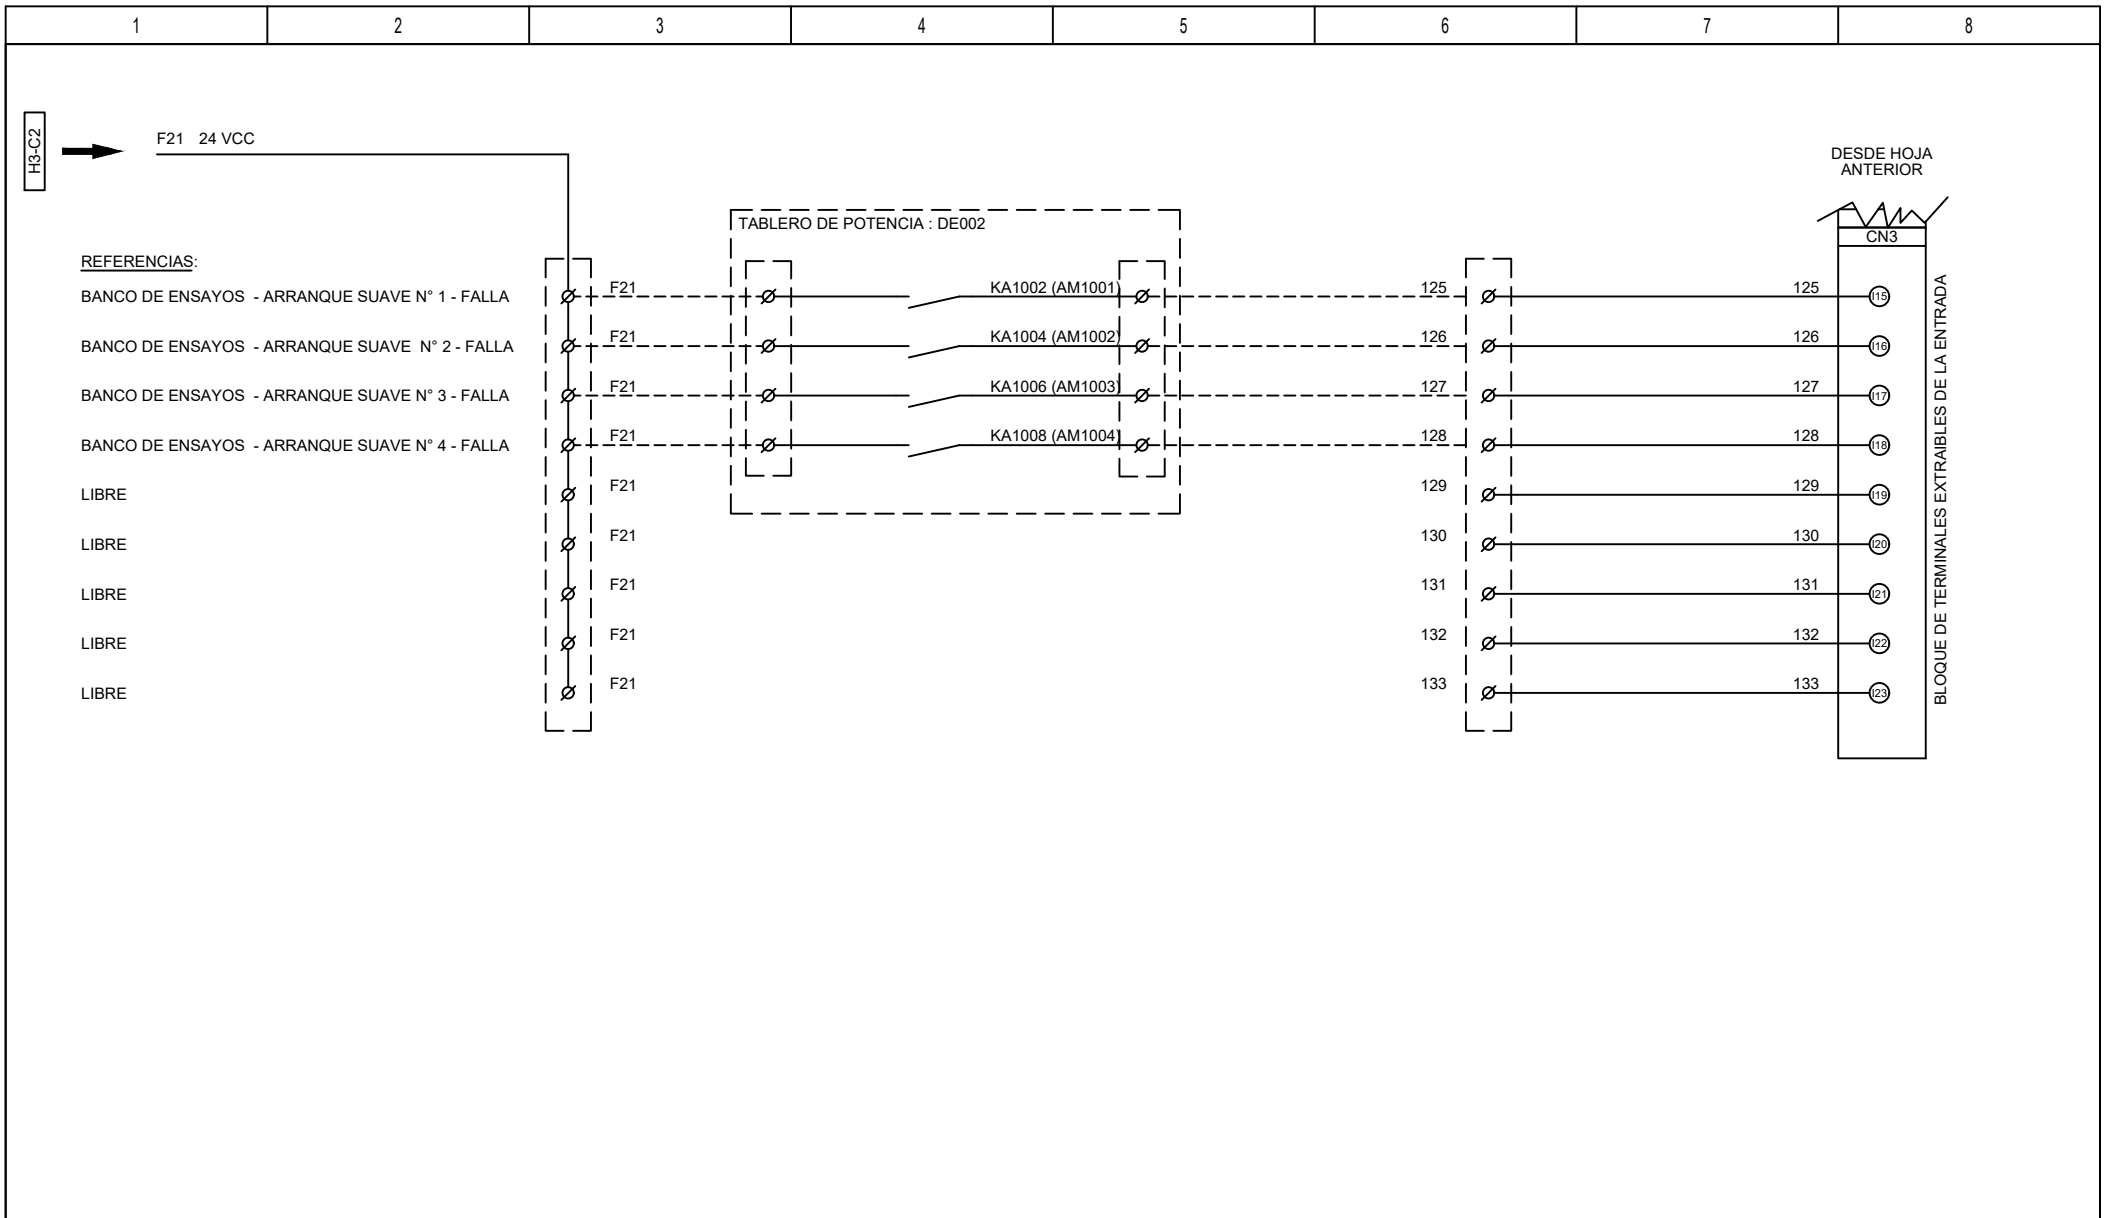 1 2 3 4 5 6 7 8
H3-C2
F21 24 VCC
DESDE HOJA
ANTERIOR
TABLERO DE POTENCIA : DE002
CN3
REFERENCIAS:
BANCO DE ENSAYOS - ARRANQUE SUAVE N° 1 - FALLA F21 KA1002 (AM1001) 125 125 I15
BANCO DE ENSAYOS - ARRANQUE SUAVE N° 2 - FALLA F21 KA1004 (AM1002) 126 126 I16
BANCO DE ENSAYOS - ARRANQUE SUAVE N° 3 - FALLA F21 KA1006 (AM1003) 127 127 I17
BANCO DE ENSAYOS - ARRANQUE SUAVE N° 4 - FALLA F21 KA1008 (AM1004) 128 128 I18
LIBRE F21 129 129 I19
LIBRE F21 130 130 I20
LIBRE F21 131 131 I21
LIBRE F21 132 132 I22
LIBRE F21 133 133 I23
BLOQUE DE TERMINALES EXTRAIBLES DE LA ENTRADA